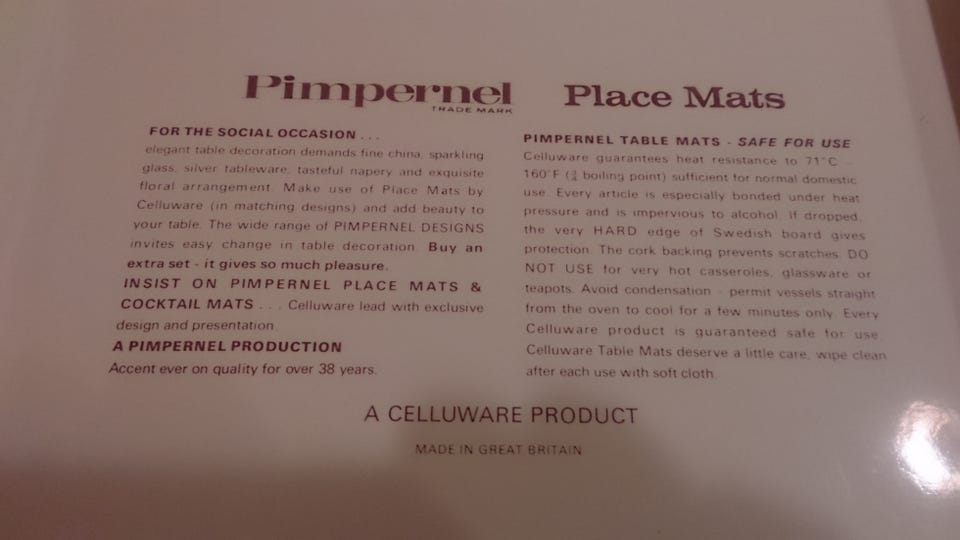 Pimpernel Place Mats
TRADE MARK
FOR THE SOCIAL OCCASION ...
elegant table decoration demands fine china, sparkling
glass, silver tableware, tasteful napery and exquisite
floral arrangement. Make use of Place Mats by
Celluware (in matching designs) and add beauty to
your table. The wide range of PIMPERNEL DESIGNS
invites easy change in table decoration. Buy an
extra set - it gives so much pleasure.
INSIST ON PIMPERNEL PLACE MATS &
COCKTAIL MATS ... Celluware lead with exclusive
design and presentation.
A PIMPERNEL PRODUCTION
Accent ever on quality for over 38 years.
PIMPERNEL TABLE MATS - SAFE FOR USE
Celluware guarantees heat resistance to 71°C -
160°F (¾ boiling point) sufficient for normal domestic
use. Every article is especially bonded under heat
pressure and is impervious to alcohol. If dropped,
the very HARD edge of Swedish board gives
protection. The cork backing prevents scratches. DO
NOT USE for very hot casseroles, glassware or
teapots. Avoid condensation - permit vessels straight
from the oven to cool for a few minutes only. Every
Celluware product is guaranteed safe for use.
Celluware Table Mats deserve a little care, wipe clean
after each use with soft cloth.
A CELLUWARE PRODUCT
MADE IN GREAT BRITAIN